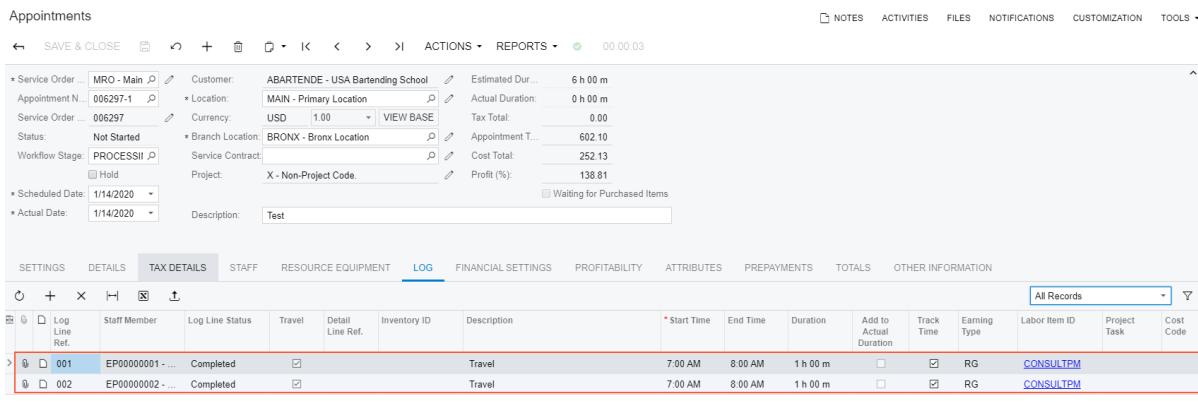 Appointments
NOTES ACTIVITIES FILES NOTIFICATIONS CUSTOMIZATION TOOLS
SAVE & CLOSE ACTIONS REPORTS 00:00:03
* Service Order ... MRO - Main Customer: ABARTENDE - USA Bartending School Estimated Dur... 6 h 00 m
Appointment N... 006297-1 * Location: MAIN - Primary Location Actual Duration: 0 h 00 m
Service Order ... 006297 Currency: USD 1.00 VIEW BASE Tax Total: 0.00
Status: Not Started * Branch Location: BRONX - Bronx Location Appointment T... 602.10
Workflow Stage: PROCESSII Service Contract: Cost Total: 252.13
Hold Project: X - Non-Project Code. Profit (%): 138.81
* Scheduled Date: 1/14/2020 Waiting for Purchased Items
* Actual Date: 1/14/2020 Description: Test
SETTINGS DETAILS TAX DETAILS STAFF RESOURCE EQUIPMENT LOG FINANCIAL SETTINGS PROFITABILITY ATTRIBUTES PREPAYMENTS TOTALS OTHER INFORMATION
All Records
Log Line Ref. Staff Member Log Line Status Travel Detail Line Ref. Inventory ID Description * Start Time End Time Duration Add to Actual Duration Track Time Earning Type Labor Item ID Project Task Cost Code
001 EP00000001 - ... Completed Travel 7:00 AM 8:00 AM 1 h 00 m RG CONSULTPM
002 EP00000002 - ... Completed Travel 7:00 AM 8:00 AM 1 h 00 m RG CONSULTPM